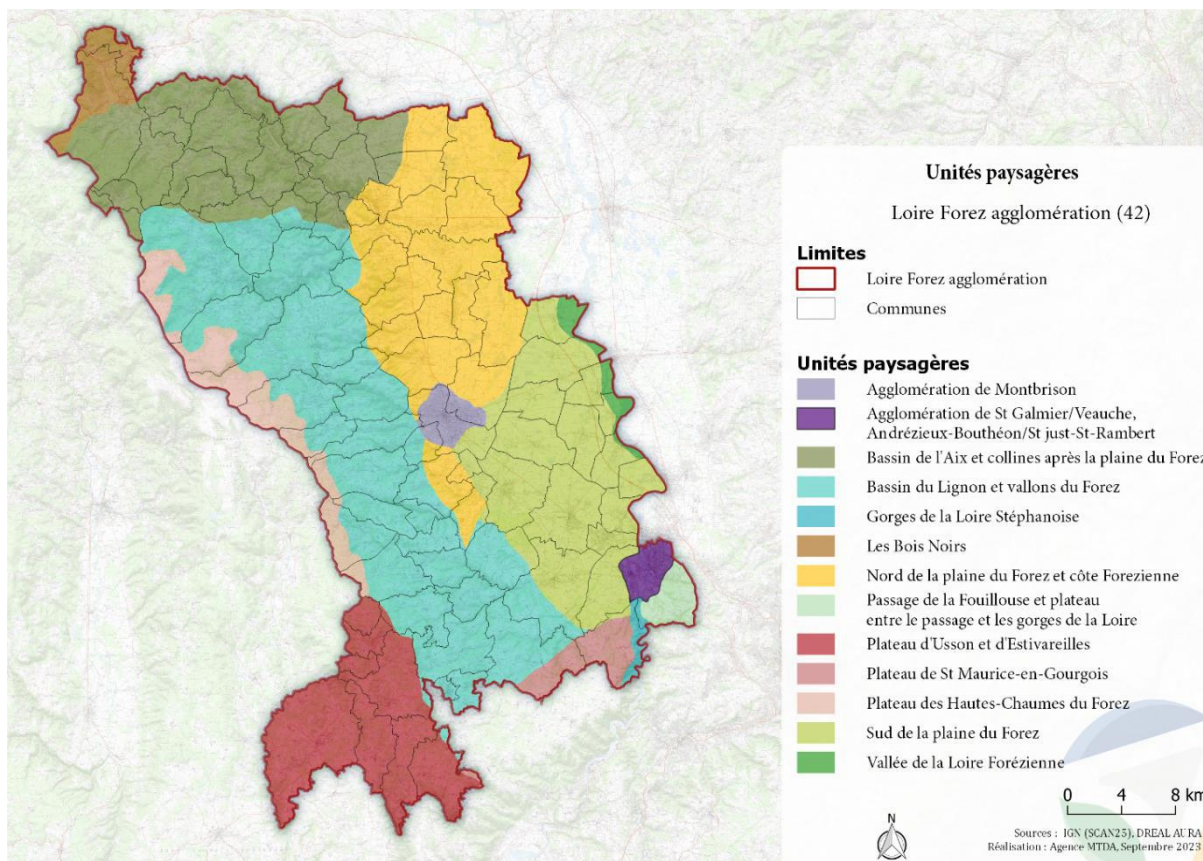 Unités paysagères
Loire Forez agglomération (42)
Limites
Loire Forez agglomération
Communes
Unités paysagères
Agglomération de Montbrison
Agglomération de St Galmier/Veauche,
Andrézieux-Bouthéon/St just-St-Rambert
Bassin de l'Aix et collines après la plaine du Forez
Bassin du Lignon et vallons du Forez
Gorges de la Loire Stéphanoise
Les Bois Noirs
Nord de la plaine du Forez et côte Forezienne
Passage de la Fouillouse et plateau
entre le passage et les gorges de la Loire
Plateau d'Usson et d'Estivareilles
Plateau de St Maurice-en-Gourgois
Plateau des Hautes-Chaumes du Forez
Sud de la plaine du Forez
Vallée de la Loire Forézienne
0 4 8 km
N
Sources : IGN (SCAN25), DREAL AURA
Réalisation : Agence MTDA, Septembre 2023